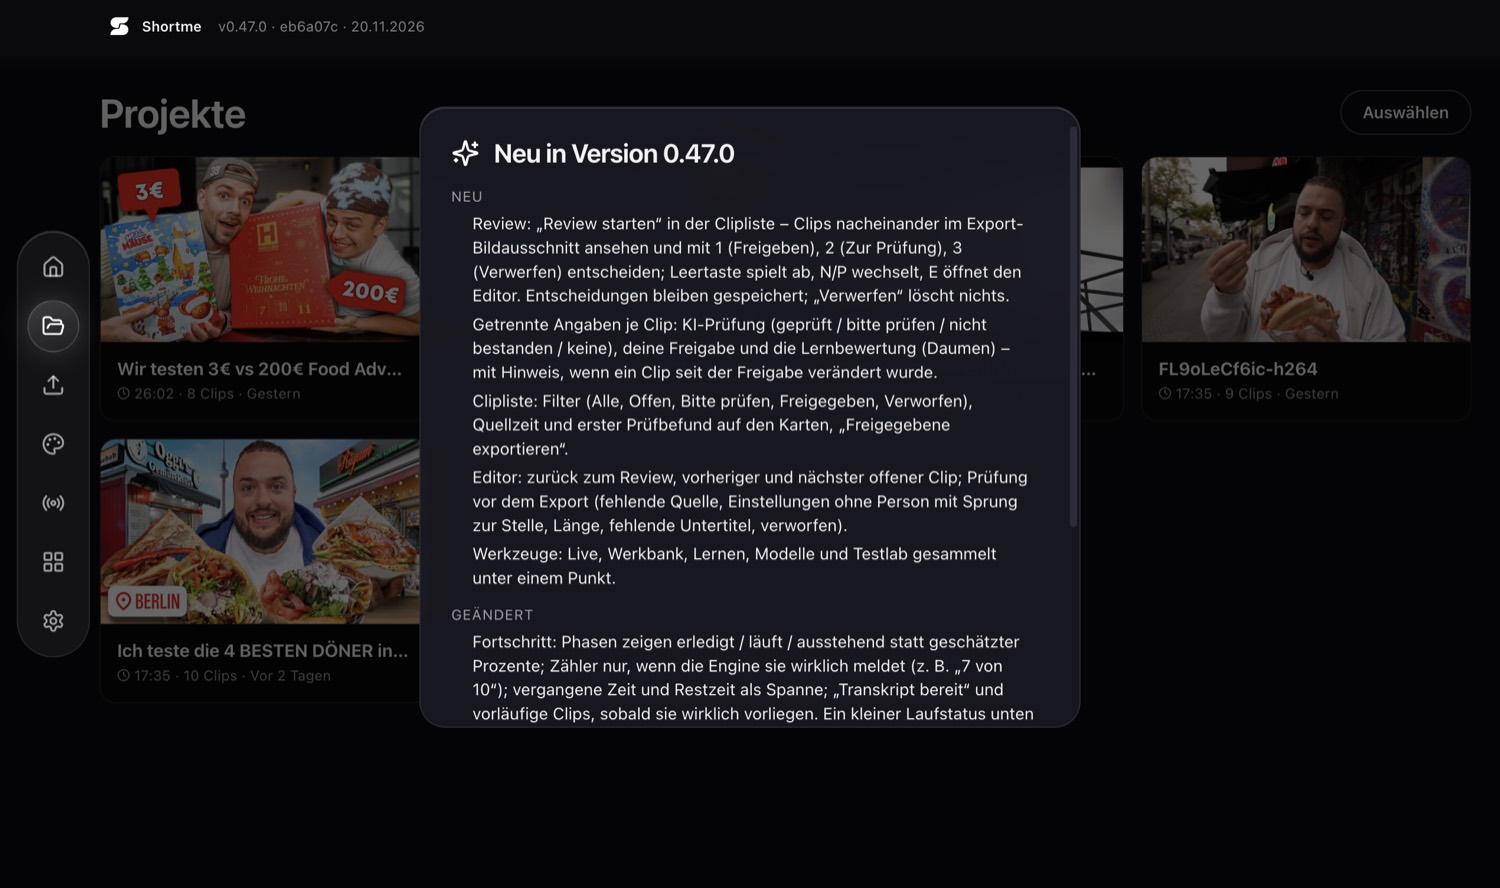 Shortme v0.47.0 · eb6a07c · 20.11.2026
Projekte
Auswählen
3€
200€
H
FROHE
WEIHNACHTEN
Wir testen 3€ vs 200€ Food Adv...
26:02 · 8 Clips · Gestern
...
FL9oLeCf6ic-h264
17:35 · 9 Clips · Gestern
BERLIN
Ich teste die 4 BESTEN DÖNER in...
17:35 · 10 Clips · Vor 2 Tagen
Neu in Version 0.47.0
NEU
Review: „Review starten“ in der Clipliste – Clips nacheinander im Export-
Bildausschnitt ansehen und mit 1 (Freigeben), 2 (Zur Prüfung), 3
(Verwerfen) entscheiden; Leertaste spielt ab, N/P wechselt, E öffnet den
Editor. Entscheidungen bleiben gespeichert; „Verwerfen“ löscht nichts.
Getrennte Angaben je Clip: KI-Prüfung (geprüft / bitte prüfen / nicht
bestanden / keine), deine Freigabe und die Lernbewertung (Daumen) –
mit Hinweis, wenn ein Clip seit der Freigabe verändert wurde.
Clipliste: Filter (Alle, Offen, Bitte prüfen, Freigegeben, Verworfen),
Quellzeit und erster Prüfbefund auf den Karten, „Freigegebene
exportieren“.
Editor: zurück zum Review, vorheriger und nächster offener Clip; Prüfung
vor dem Export (fehlende Quelle, Einstellungen ohne Person mit Sprung
zur Stelle, Länge, fehlende Untertitel, verworfen).
Werkzeuge: Live, Werkbank, Lernen, Modelle und Testlab gesammelt
unter einem Punkt.
GEÄNDERT
Fortschritt: Phasen zeigen erledigt / läuft / ausstehend statt geschätzter
Prozente; Zähler nur, wenn die Engine sie wirklich meldet (z. B. „7 von
10“); vergangene Zeit und Restzeit als Spanne; „Transkript bereit“ und
vorläufige Clips, sobald sie wirklich vorliegen. Ein kleiner Laufstatus unten